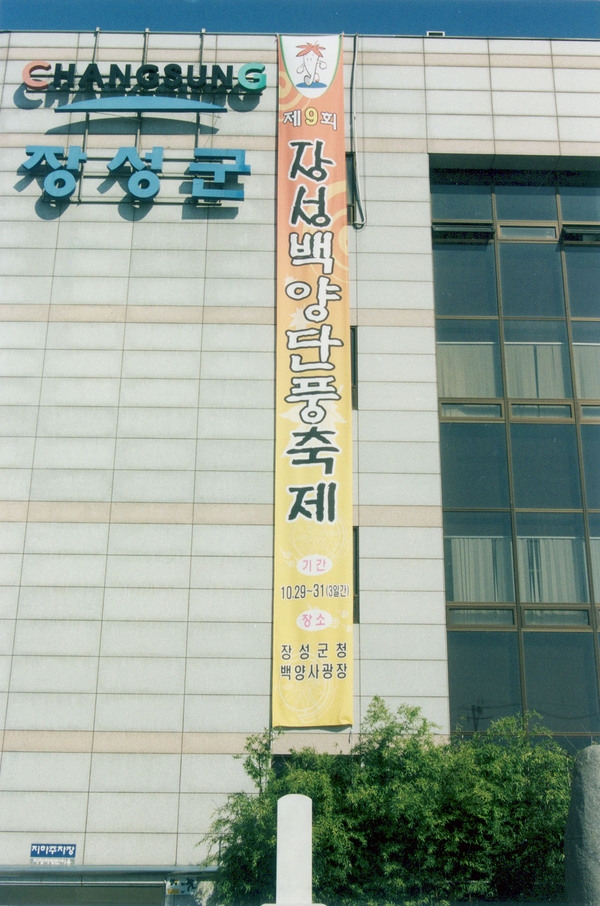 CHANGSUNG
장성군
제9회
장성백양단풍축제
기간
10.29~31(3일간)
장소
장성군청
백양사광장
지하주차장